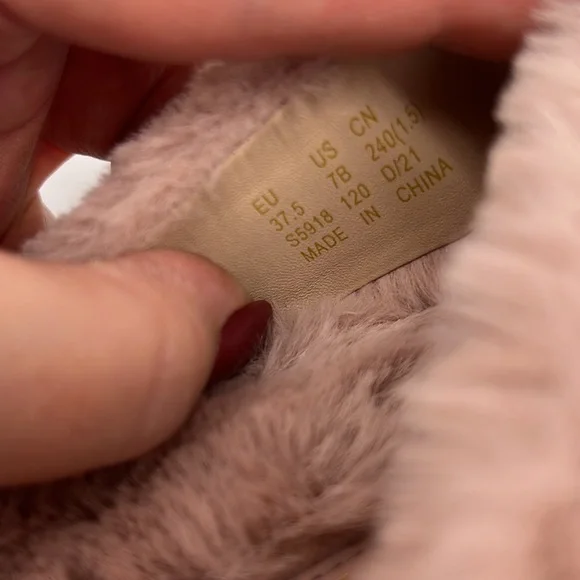 EU US CN
37.5 7B 240(1.5)
S5918 120 D/21
MADE IN CHINA